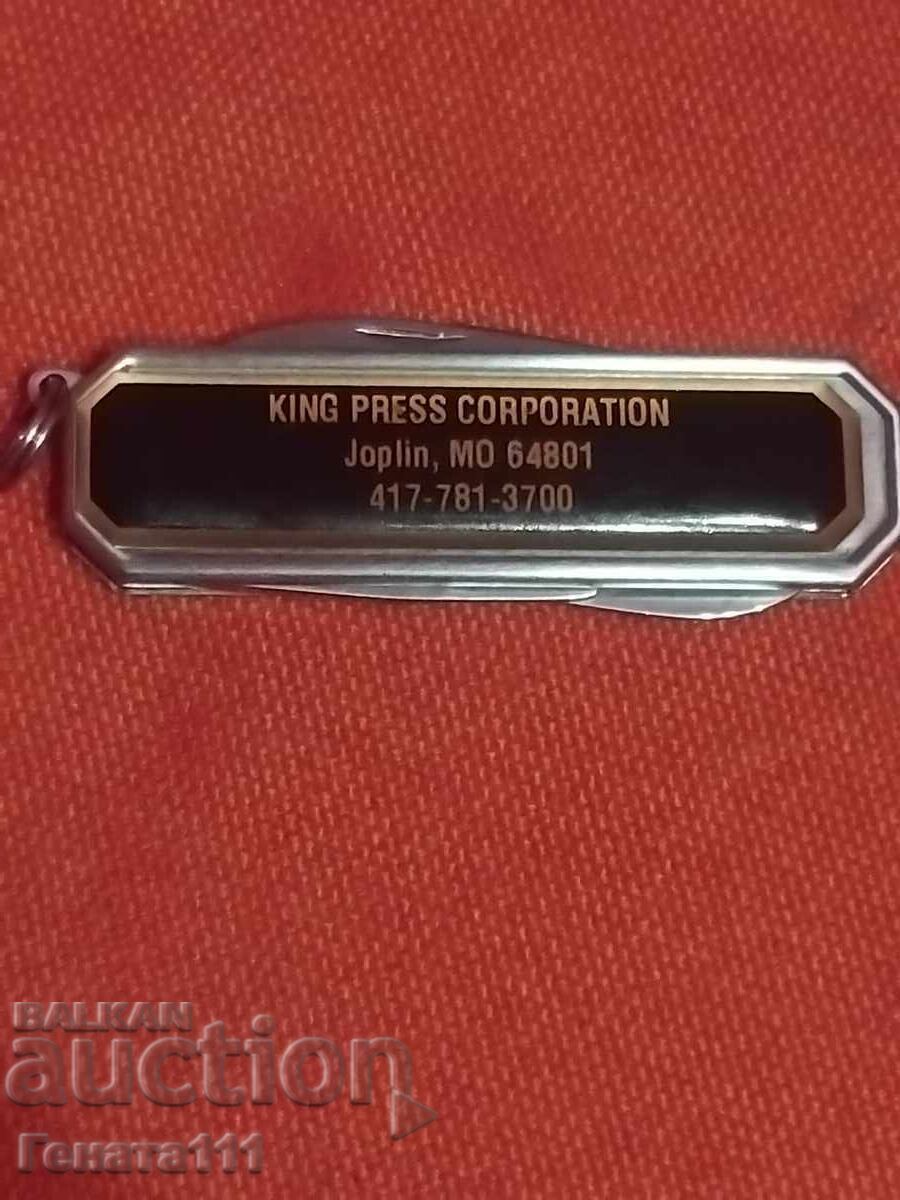 KING PRESS CORPORATION
Joplin, MO 64801
417-781-3700
BALKAN
auction
Гената111